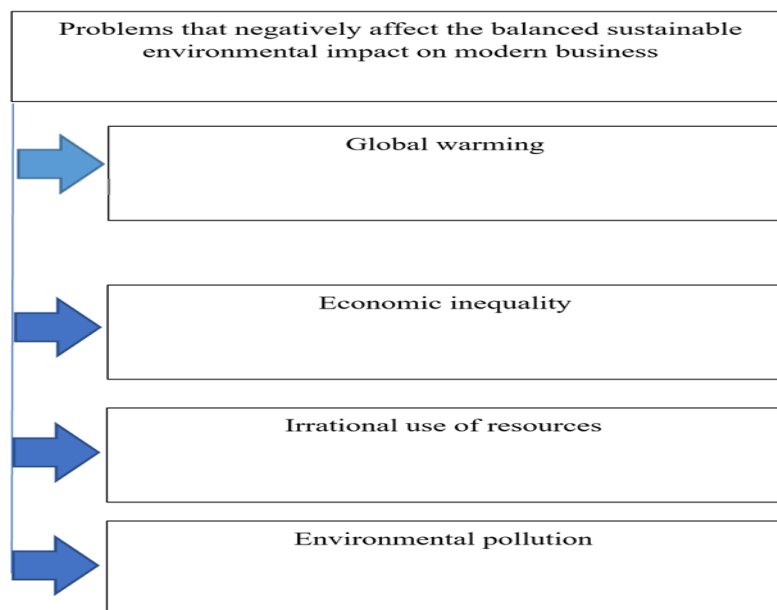 Problems that negatively affect the balanced sustainable
environmental impact on modern business
Global warming
Economic inequality
Irrational use of resources
Environmental pollution